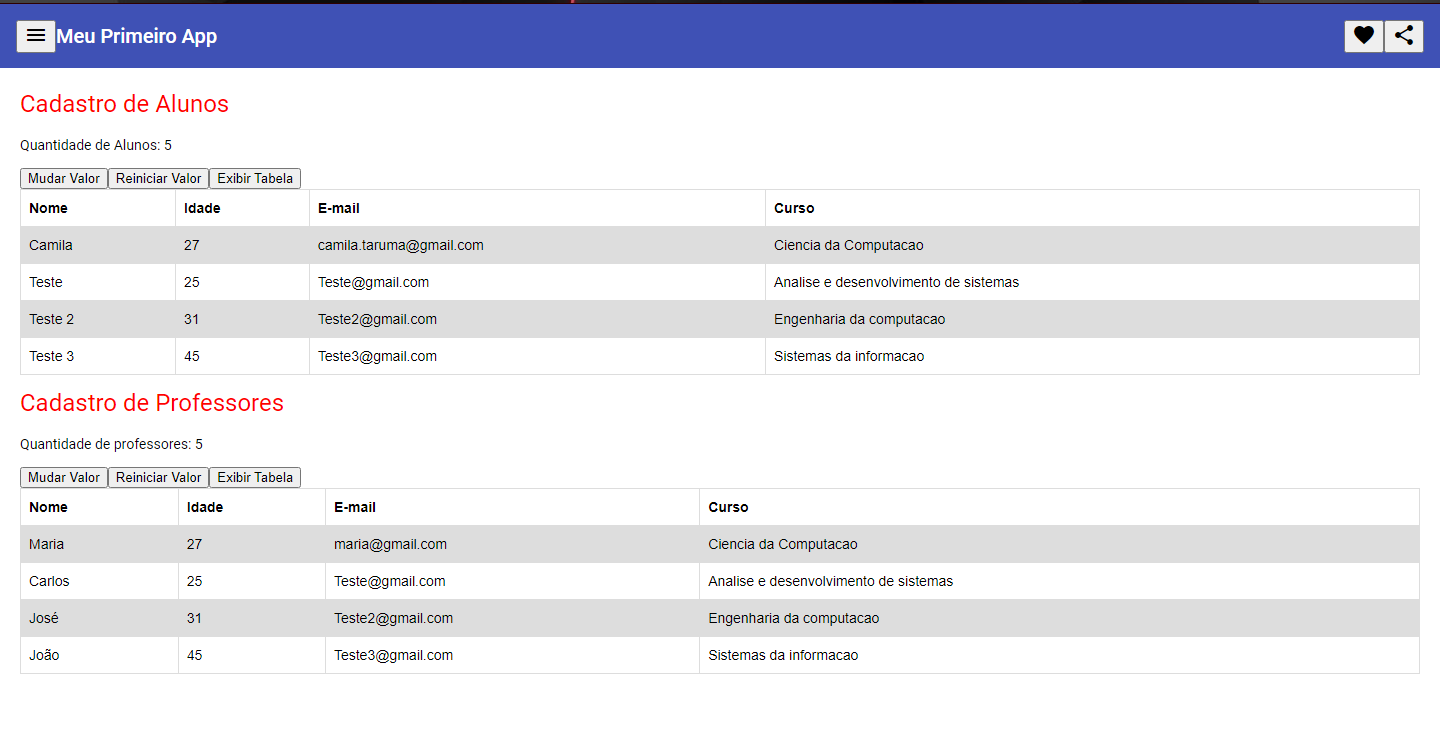 Meu Primeiro App
Cadastro de Alunos
Quantidade de Alunos: 5
Mudar Valor Reiniciar Valor Exibir Tabela
Nome Idade E-mail Curso
Camila 27 camila.taruma@gmail.com Ciencia da Computacao
Teste 25 Teste@gmail.com Analise e desenvolvimento de sistemas
Teste 2 31 Teste2@gmail.com Engenharia da computacao
Teste 3 45 Teste3@gmail.com Sistemas da informacao
Cadastro de Professores
Quantidade de professores: 5
Mudar Valor Reiniciar Valor Exibir Tabela
Nome Idade E-mail Curso
Maria 27 maria@gmail.com Ciencia da Computacao
Carlos 25 Teste@gmail.com Analise e desenvolvimento de sistemas
José 31 Teste2@gmail.com Engenharia da computacao
João 45 Teste3@gmail.com Sistemas da informacao